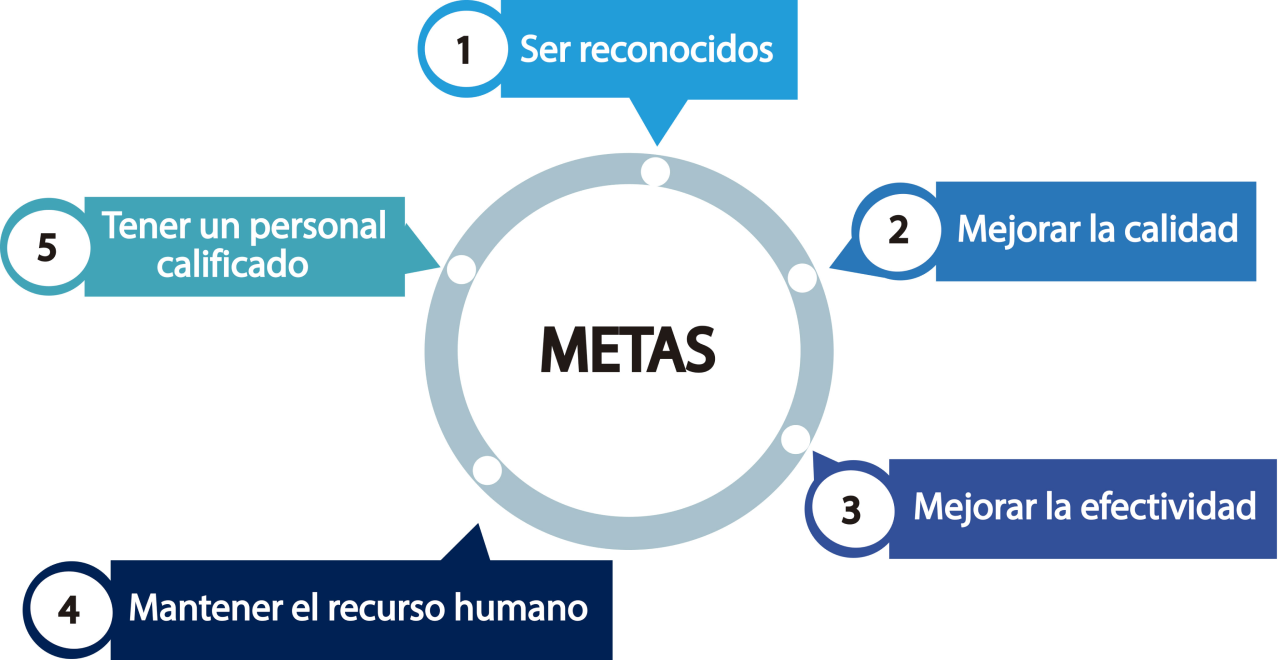 1
Ser reconocidos
2
Mejorar la calidad
3
Mejorar la efectividad
4
Mantener el recurso humano
5
Tener un personal
calificado
METAS